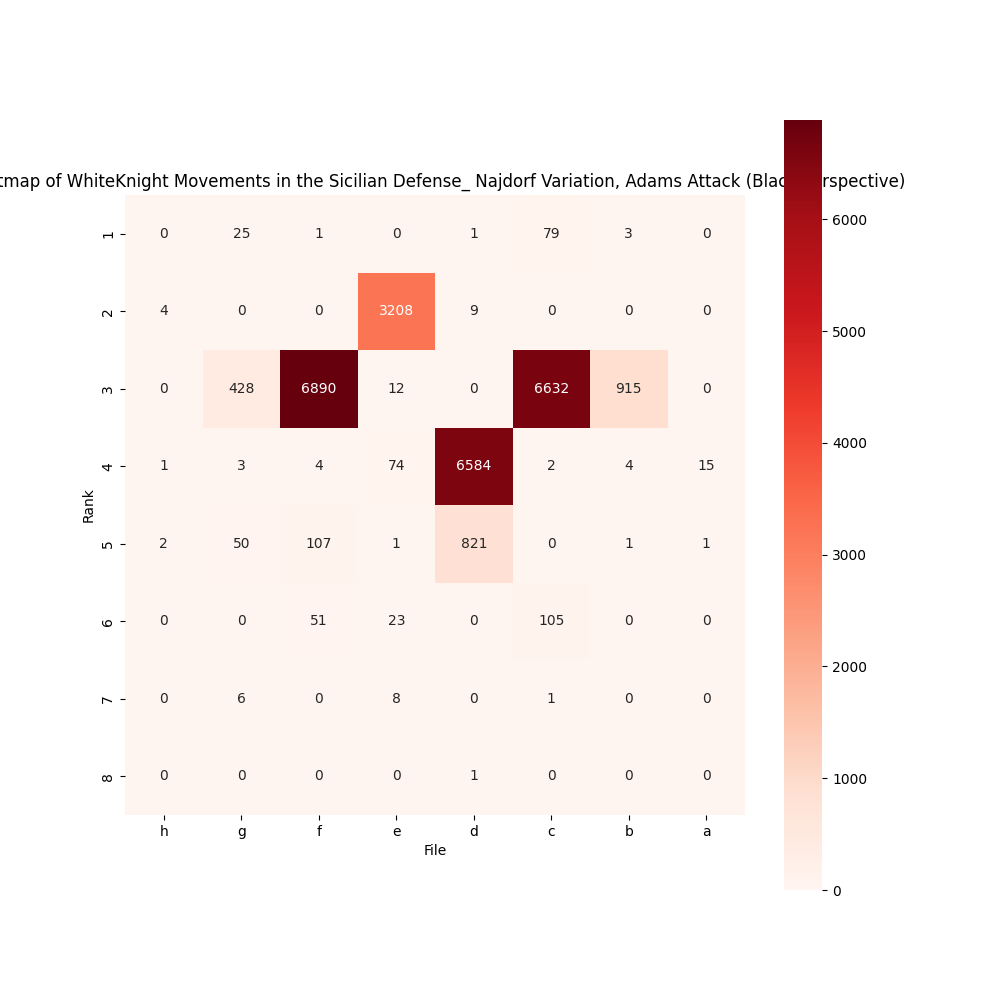 tmap of WhiteKnight Movements in the Sicilian Defense_ Najdorf Variation, Adams Attack (Blac rspective)
6000
5000
4000
3000
2000
1000
0
Rank
1 0 25 1 0 1 79 3 0
2 4 0 0 3208 9 0 0 0
3 0 428 6890 12 0 6632 915 0
4 1 3 4 74 6584 2 4 15
5 2 50 107 1 821 0 1 1
6 0 0 51 23 0 105 0 0
7 0 6 0 8 0 1 0 0
8 0 0 0 0 1 0 0 0
h g f e d c b a
File